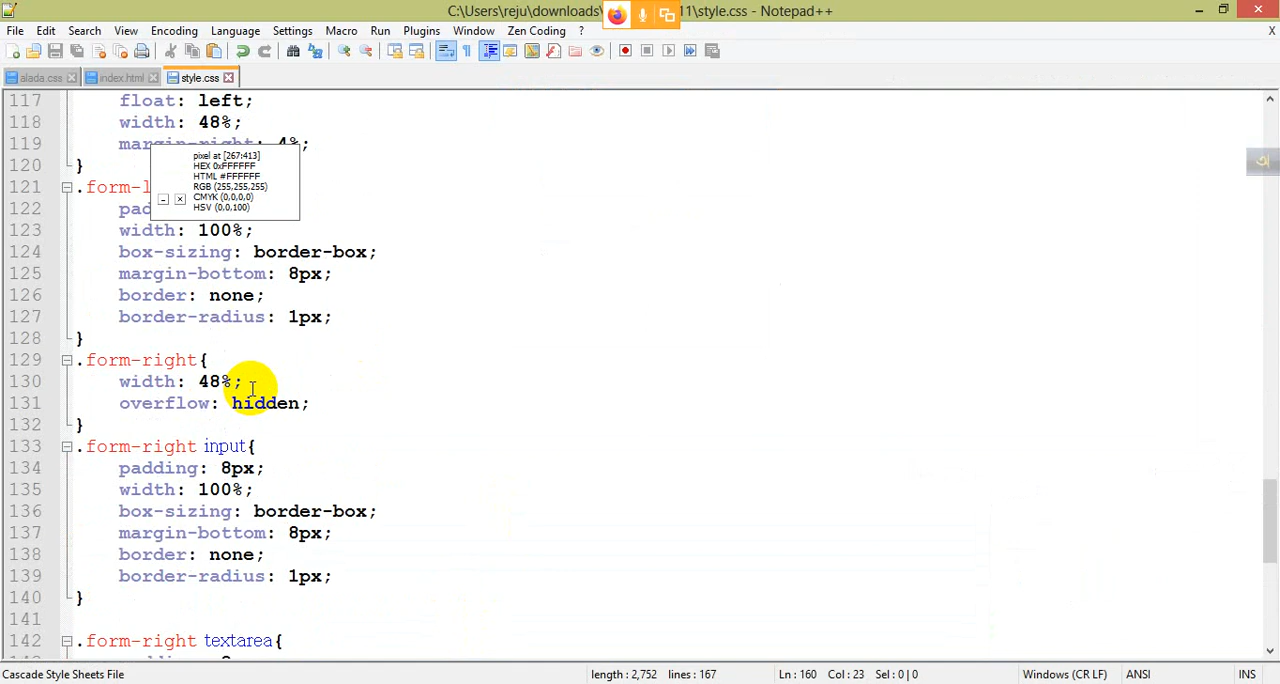 C:\Users\reju\downloads\ 11\style.css - Notepad++
File Edit Search View Encoding Language Settings Macro Run Plugins Window Zen Coding ? X
alada.css index.html style.css
117 float: left;
118 width: 48%;
119 margin-right: 4%;
120 }
pixel at [267:413]
HEX 0xFFFFFF
HTML #FFFFFF
RGB (255,255,255)
CMYK (0,0,0,0)
HSV (0,0,100)
121 .form-l
122 pad
123 width: 100%;
124 box-sizing: border-box;
125 margin-bottom: 8px;
126 border: none;
127 border-radius: 1px;
128 }
129 .form-right{
130 width: 48%;
131 overflow: hidden;
132 }
133 .form-right input{
134 padding: 8px;
135 width: 100%;
136 box-sizing: border-box;
137 margin-bottom: 8px;
138 border: none;
139 border-radius: 1px;
140 }
141
142 .form-right textarea{
Cascade Style Sheets File length : 2,752 lines : 167 Ln : 160 Col : 23 Sel : 0 | 0 Windows (CR LF) ANSI INS